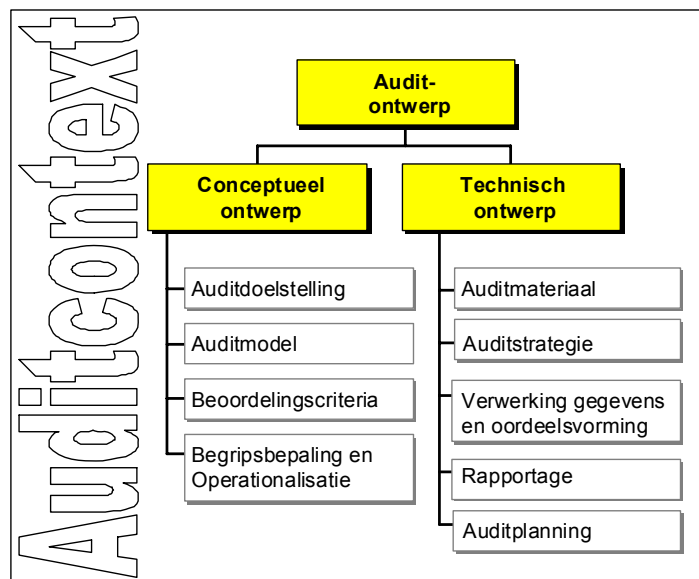 Auditcontext
Audit-
ontwerp
Conceptueel
ontwerp
Technisch
ontwerp
Auditdoelstelling
Auditmodel
Beoordelingscriteria
Begripsbepaling en
Operationalisatie
Auditmateriaal
Auditstrategie
Verwerking gegevens
en oordeelsvorming
Rapportage
Auditplanning